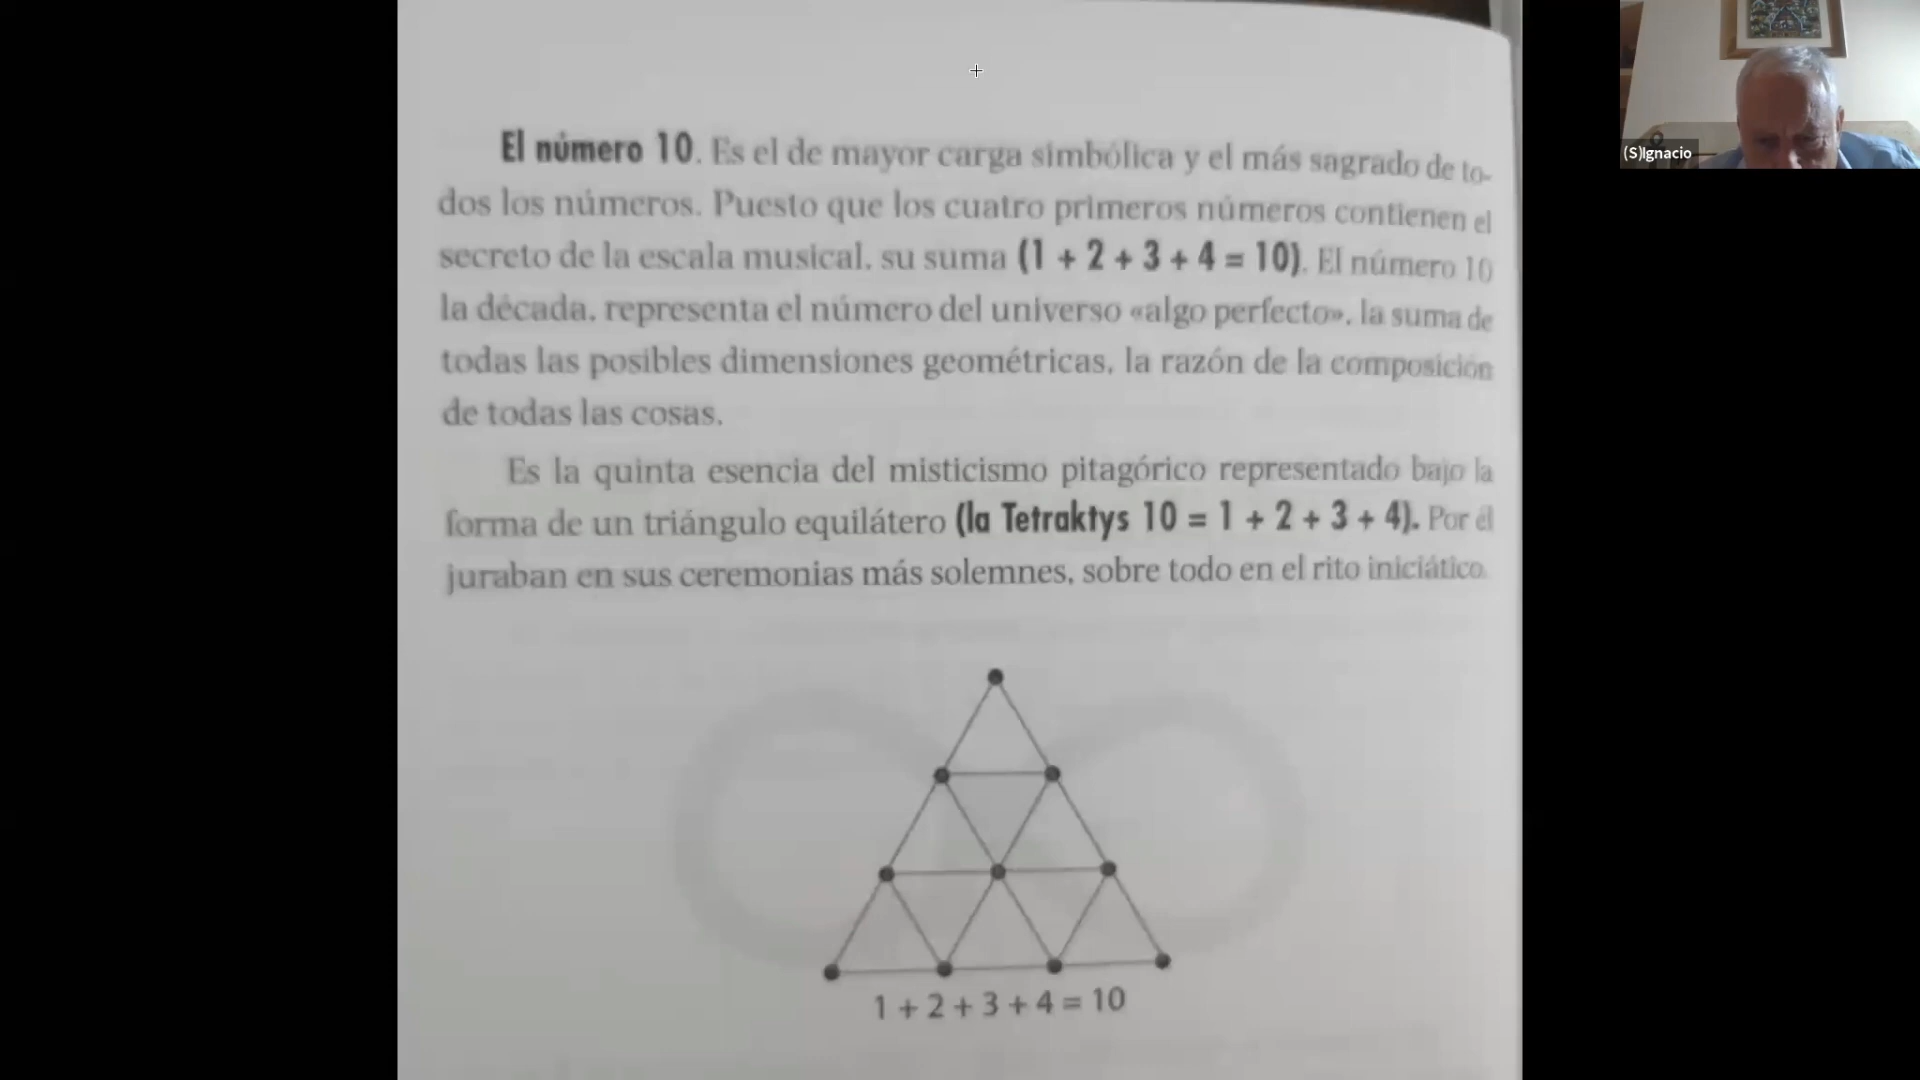 El número 10. Es el de mayor carga simbólica y el más sagrado de to-
dos los números. Puesto que los cuatro primeros números contienen el
secreto de la escala musical, su suma (1 + 2 + 3 + 4 = 10). El número 10
la década, representa el número del universo «algo perfecto», la suma de
todas las posibles dimensiones geométricas, la razón de la composición
de todas las cosas.
Es la quinta esencia del misticismo pitagórico representado bajo la
forma de un triángulo equilátero (la Tetraktys 10 = 1 + 2 + 3 + 4). Por él
juraban en sus ceremonias más solemnes, sobre todo en el rito iniciático.
1 + 2 + 3 + 4 = 10
(S)Ignacio